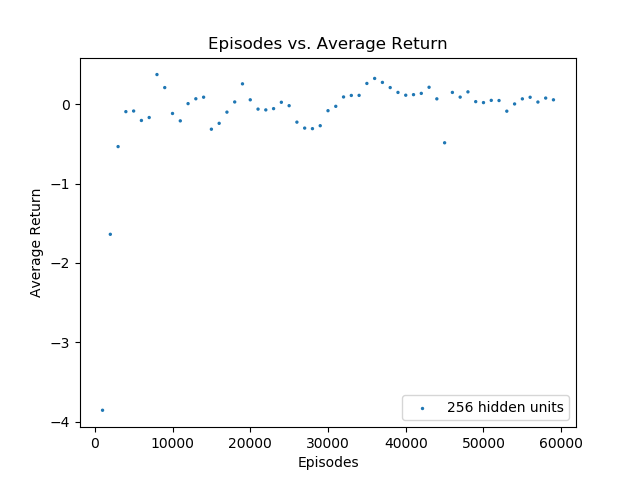 Episodes vs. Average Return
Average Return
0
−1
−2
−3
−4
256 hidden units
0 10000 20000 30000 40000 50000 60000
Episodes